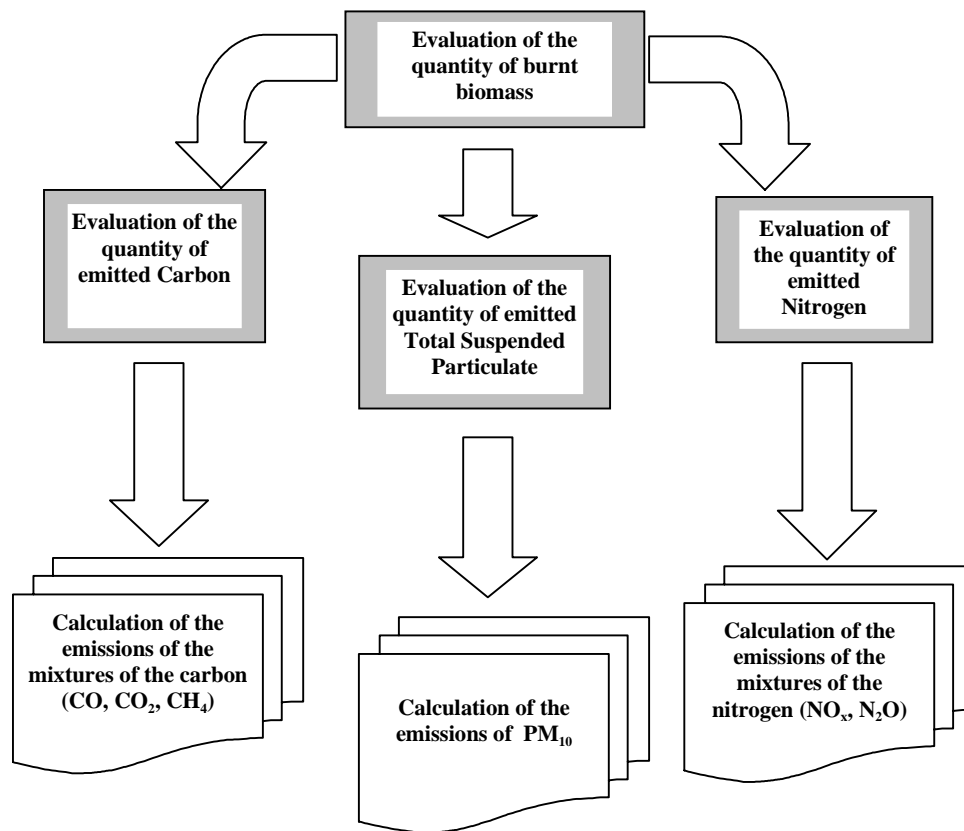 Evaluation of the
quantity of burnt
biomass
Evaluation of the
quantity of
emitted Carbon
Evaluation of the
quantity of emitted
Total Suspended
Particulate
Evaluation of
the quantity of
emitted
Nitrogen
Calculation of the
emissions of the
mixtures of the carbon
(CO, CO₂, CH₄)
Calculation of the
emissions of PM₁₀
Calculation of the
emissions of the
mixtures of the
nitrogen (NOₓ, N₂O)